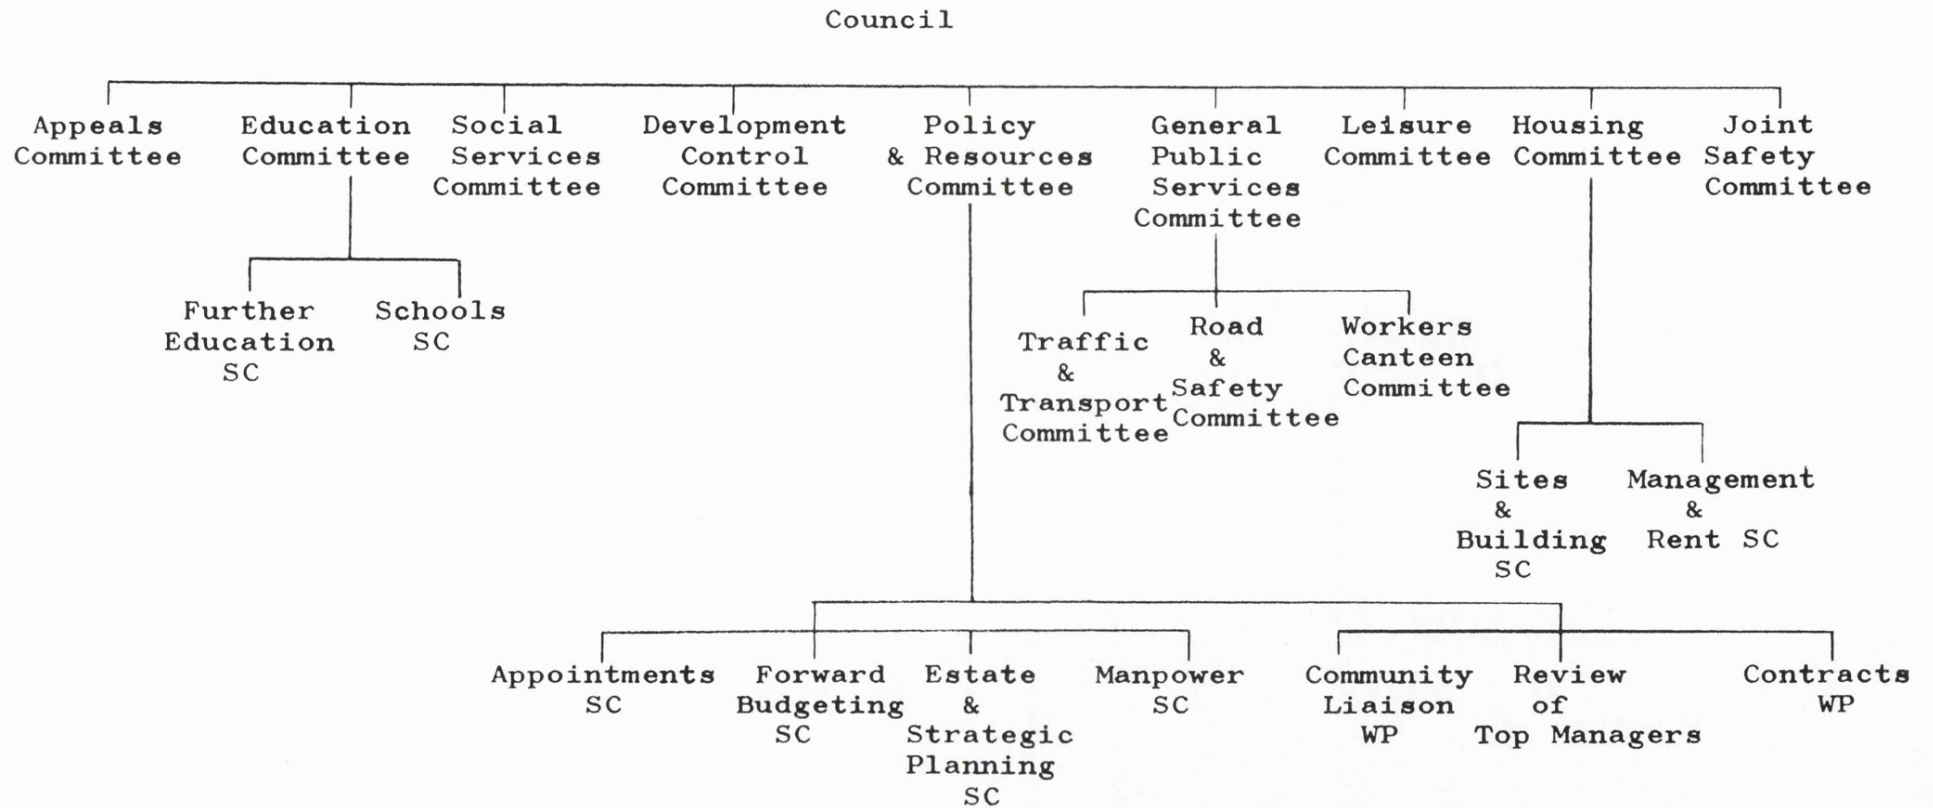 Council
Appeals
Committee
Education
Committee
Social
Services
Committee
Development
Control
Committee
Policy
& Resources
Committee
General
Public
Services
Committee
Leisure
Committee
Housing
Committee
Joint
Safety
Committee
Further
Education
SC
Schools
SC
Traffic
&
Transport
Committee
Road
&
Safety
Committee
Workers
Canteen
Committee
Sites
&
Building
SC
Management
&
Rent SC
Appointments
SC
Forward
Budgeting
SC
Estate
&
Strategic
Planning
SC
Manpower
SC
Community
Liaison
WP
Review
of
Top Managers
Contracts
WP